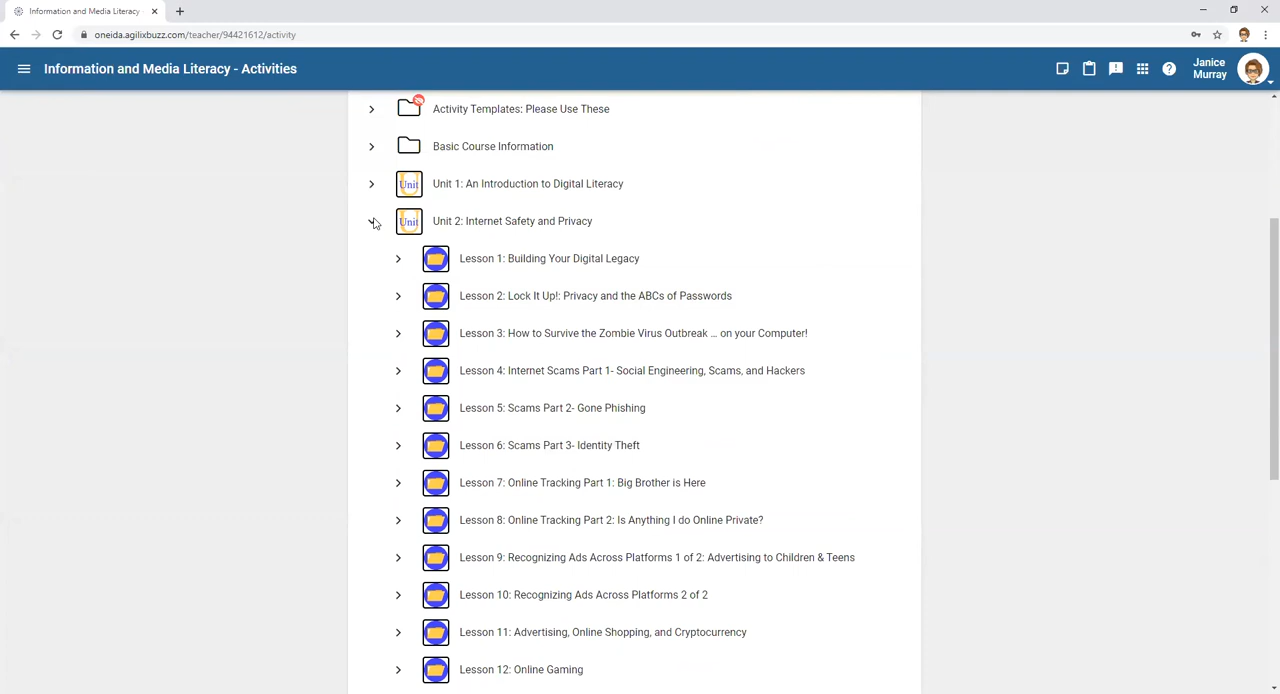 Information and Media Literacy -
oneida.agilixbuzz.com/teacher/94421612/activity
Information and Media Literacy - Activities
Janice
Murray
Activity Templates: Please Use These
Basic Course Information
Unit
Unit 1: An Introduction to Digital Literacy
Unit
Unit 2: Internet Safety and Privacy
Lesson 1: Building Your Digital Legacy
Lesson 2: Lock It Up!: Privacy and the ABCs of Passwords
Lesson 3: How to Survive the Zombie Virus Outbreak ... on your Computer!
Lesson 4: Internet Scams Part 1- Social Engineering, Scams, and Hackers
Lesson 5: Scams Part 2- Gone Phishing
Lesson 6: Scams Part 3- Identity Theft
Lesson 7: Online Tracking Part 1: Big Brother is Here
Lesson 8: Online Tracking Part 2: Is Anything I do Online Private?
Lesson 9: Recognizing Ads Across Platforms 1 of 2: Advertising to Children & Teens
Lesson 10: Recognizing Ads Across Platforms 2 of 2
Lesson 11: Advertising, Online Shopping, and Cryptocurrency
Lesson 12: Online Gaming